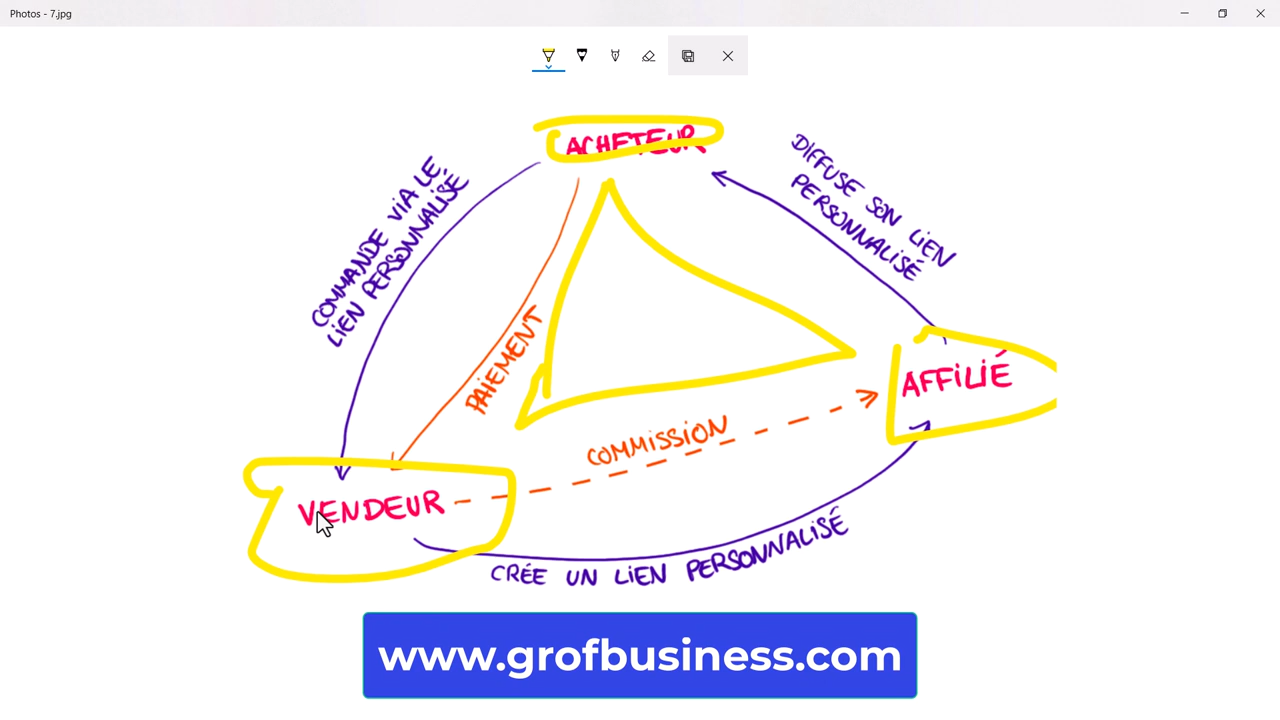 Photos - 7.jpg
ACHETEUR
COMMANDE VIA LE
LIEN PERSONNALISÉ
DIFFUSE SON LIEN
PERSONNALISÉ
PAIEMENT
AFFILIÉ
COMMISSION
VENDEUR
CRÉE UN LIEN PERSONNALISÉ
www.grofbusiness.com